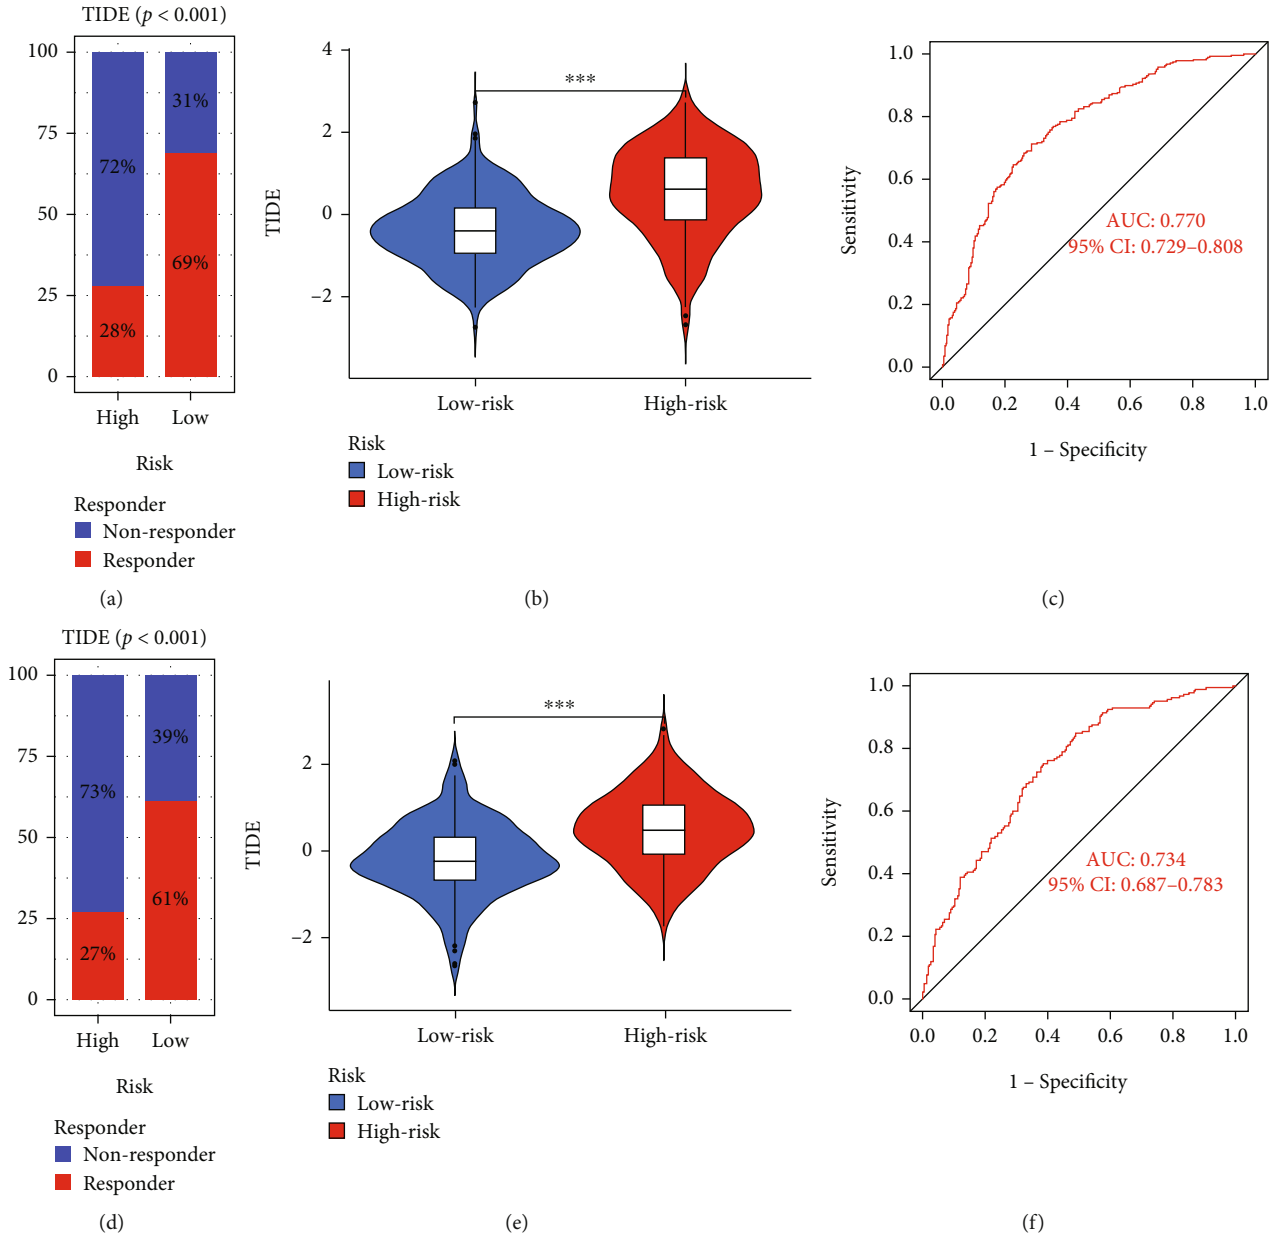 TIDE (p < 0.001)
100
75
50
25
0
31%
72%
69%
28%
High Low
Risk
Responder
Non-responder
Responder
(a)
4
2
0
−2
TIDE
***
Low-risk High-risk
Risk
Low-risk
High-risk
(b)
1.0
0.8
0.6
0.4
0.2
0.0
Sensitivity
AUC: 0.770
95% CI: 0.729–0.808
0.0 0.2 0.4 0.6 0.8 1.0
1 – Specificity
(c)
TIDE (p < 0.001)
100
75
50
25
0
39%
73%
61%
27%
High Low
Risk
Responder
Non-responder
Responder
(d)
2
0
−2
TIDE
***
Low-risk High-risk
Risk
Low-risk
High-risk
(e)
1.0
0.8
0.6
0.4
0.2
0.0
Sensitivity
AUC: 0.734
95% CI: 0.687–0.783
0.0 0.2 0.4 0.6 0.8 1.0
1 – Specificity
(f)